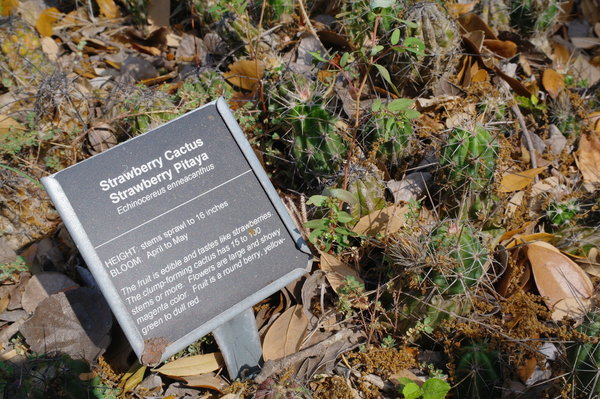 Strawberry Cactus
Strawberry Pitaya
Echinocereus enneacanthus
HEIGHT: stems sprawl to 16 inches
BLOOM: April to May
The fruit is edible and tastes like strawberries.
The clump-forming cactus has 15 to 100
stems or more. Flowers are large and showy
magenta color. Fruit is a round berry, yellow-
green to dull red.